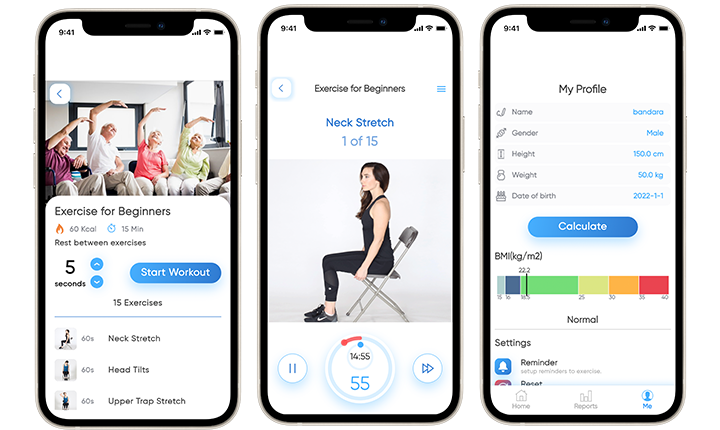 9:41
Exercise for Beginners
60 Kcal 15 Min
Rest between exercises
5
seconds
Start Workout
15 Exercises
60s Neck Stretch
60s Head Tilts
60s Upper Trap Stretch
9:41
Exercise for Beginners
Neck Stretch
1 of 15
14:55
55
9:41
My Profile
Name bandara
Gender Male
Height 150.0 cm
Weight 50.0 kg
Date of birth 2022-1-1
Calculate
BMI(kg/m2)
22.2
15 16 18.5 25 30 35 40
Normal
Settings
Reminder
setup reminders to exercise.
Reset
Home Reports Me